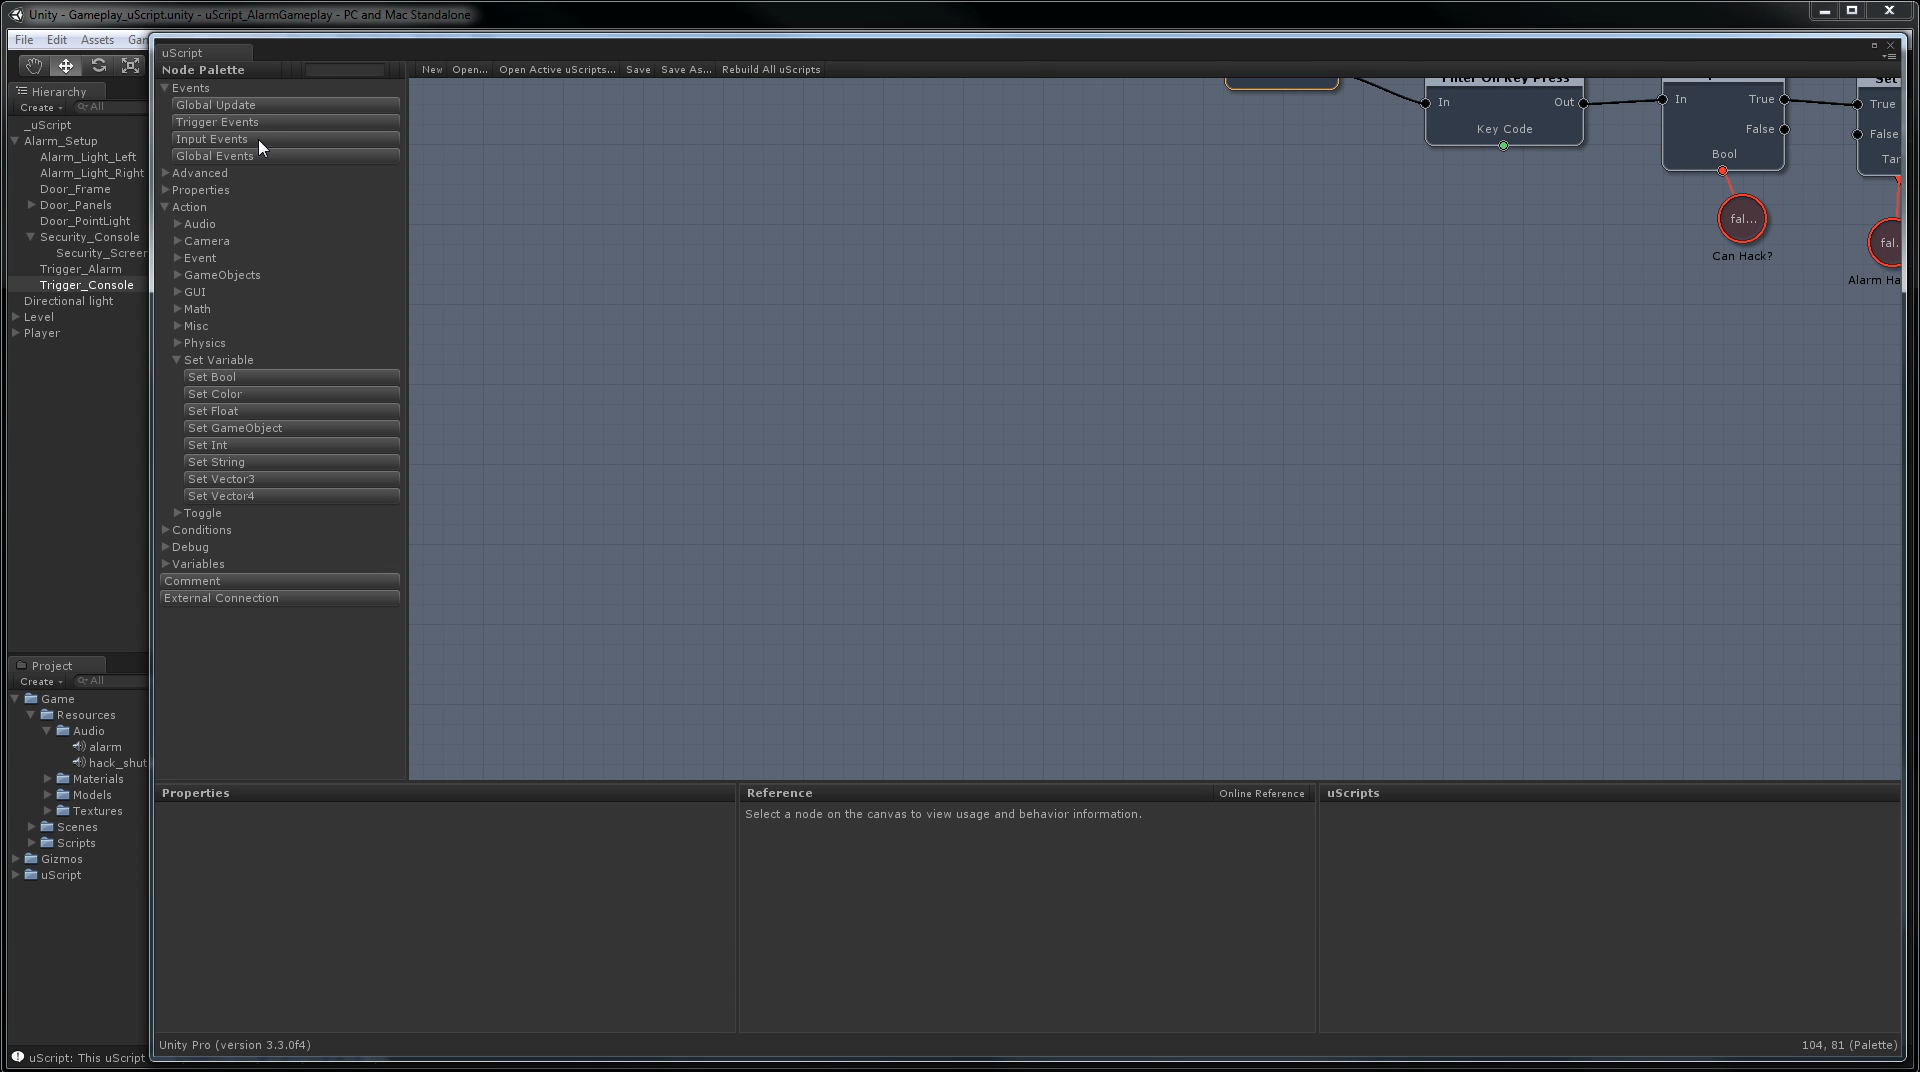 Unity - Gameplay_uScript.unity - uScript_AlarmGameplay - PC and Mac Standalone
File Edit Assets
uScript
Node Palette
New Open... Open Active uScripts... Save Save As... Rebuild All uScripts
Hierarchy
Create All
_uScript
Alarm_Setup
Alarm_Light_Left
Alarm_Light_Right
Door_Frame
Door_Panels
Door_PointLight
Security_Console
Security_Screer
Trigger_Alarm
Trigger_Console
Directional light
Level
Player
Events
Global Update
Trigger Events
Input Events
Global Events
Advanced
Properties
Action
Audio
Camera
Event
GameObjects
GUI
Math
Misc
Physics
Set Variable
Set Bool
Set Color
Set Float
Set GameObject
Set Int
Set String
Set Vector3
Set Vector4
Toggle
Conditions
Debug
Variables
Comment
External Connection
In Out
Key Code
In True
False
Bool
fal...
Can Hack?
Set
True
False
Tar
fal.
Alarm Ha
Project
Create All
Game
Resources
Audio
alarm
hack_shut
Materials
Models
Textures
Scenes
Scripts
Gizmos
uScript
Properties
Reference
Online Reference
Select a node on the canvas to view usage and behavior information.
uScripts
Unity Pro (version 3.3.0f4)
104, 81 (Palette)
uScript: This uScript